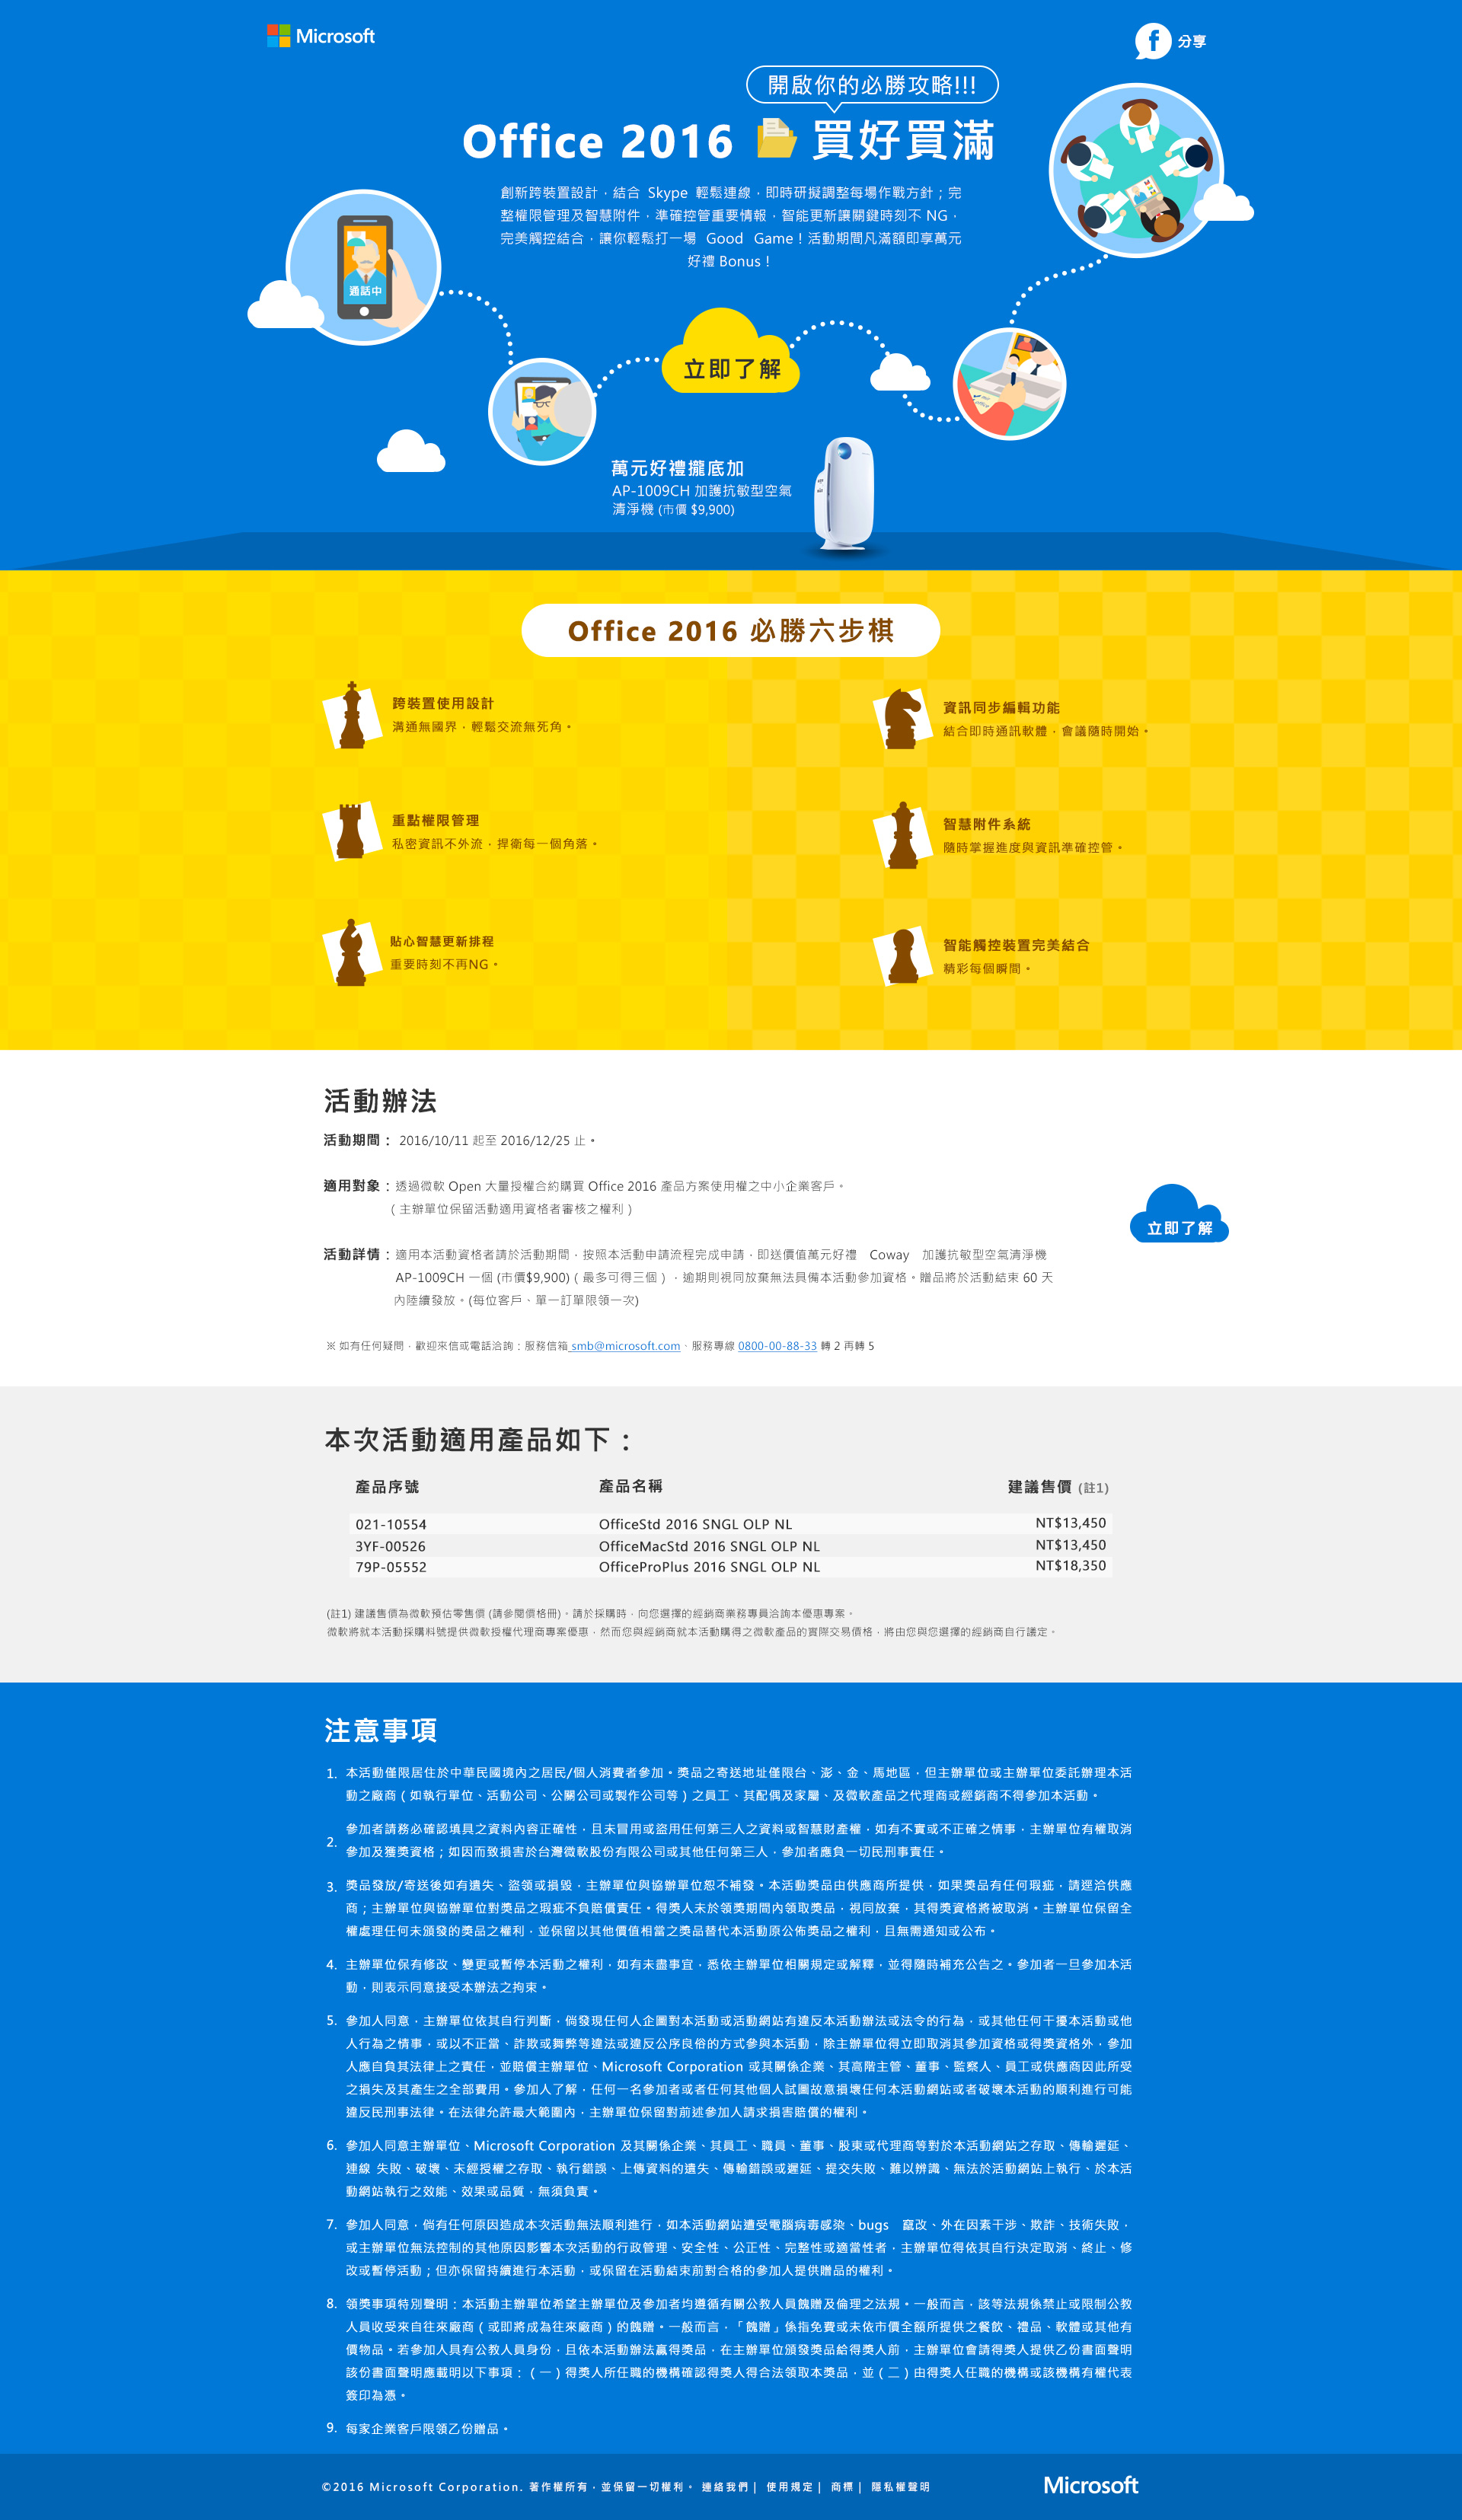 Microsoft
分享
開啟你的必勝攻略!!!
Office 2016 買好買滿
創新跨裝置設計，結合 Skype 輕鬆連線，即時研擬調整每場作戰方針；完
整權限管理及智慧附件，準確控管重要情報，智能更新讓關鍵時刻不 NG，
完美觸控結合，讓你輕鬆打一場 Good Game！活動期間凡滿額即享萬元
好禮 Bonus！
通話中
立即了解
萬元好禮攏底加
AP-1009CH 加護抗敏型空氣
清淨機 (市價 $9,900)
Office 2016 必勝六步棋
跨裝置使用設計
溝通無國界，輕鬆交流無死角。
資訊同步編輯功能
結合即時通訊軟體，會議隨時開始。
重點權限管理
私密資訊不外流，捍衛每一個角落。
智慧附件系統
隨時掌握進度與資訊準確控管。
貼心智慧更新排程
重要時刻不再NG。
智能觸控裝置完美結合
精彩每個瞬間。
活動辦法
活動期間： 2016/10/11 起至 2016/12/25 止。
適用對象：透過微軟 Open 大量授權合約購買 Office 2016 產品方案使用權之中小企業客戶。
（主辦單位保留活動適用資格者審核之權利）
立即了解
活動詳情：適用本活動資格者請於活動期間，按照本活動申請流程完成申請，即送價值萬元好禮 Coway 加護抗敏型空氣清淨機
AP-1009CH 一個 (市價$9,900)（最多可得三個），逾期則視同放棄無法具備本活動參加資格。贈品將於活動結束 60 天
內陸續發放。(每位客戶、單一訂單限領一次)
※ 如有任何疑問，歡迎來信或電話洽詢：服務信箱 smb@microsoft.com、服務專線 0800-00-88-33 轉 2 再轉 5
本次活動適用產品如下：
產品序號 產品名稱 建議售價 (註1)
021-10554 OfficeStd 2016 SNGL OLP NL NT$13,450
3YF-00526 OfficeMacStd 2016 SNGL OLP NL NT$13,450
79P-05552 OfficeProPlus 2016 SNGL OLP NL NT$18,350
(註1) 建議售價為微軟預估零售價 (請參閱價格冊)。請於採購時，向您選擇的經銷商業務專員洽詢本優惠專案。
微軟將就本活動採購料號提供微軟授權代理商專案優惠，然而您與經銷商就本活動購得之微軟產品的實際交易價格，將由您與您選擇的經銷商自行議定。
注意事項
1. 本活動僅限居住於中華民國境內之居民/個人消費者參加。獎品之寄送地址僅限台、澎、金、馬地區，但主辦單位或主辦單位委託辦理本活
動之廠商（如執行單位、活動公司、公關公司或製作公司等）之員工、其配偶及家屬、及微軟產品之代理商或經銷商不得參加本活動。
2. 參加者請務必確認填具之資料內容正確性，且未冒用或盜用任何第三人之資料或智慧財產權，如有不實或不正確之情事，主辦單位有權取消
參加及獲獎資格；如因而致損害於台灣微軟股份有限公司或其他任何第三人，參加者應負一切民刑事責任。
3. 獎品發放/寄送後如有遺失、盜領或損毀，主辦單位與協辦單位恕不補發。本活動獎品由供應商所提供，如果獎品有任何瑕疵，請逕洽供應
商；主辦單位與協辦單位對獎品之瑕疵不負賠償責任。得獎人未於領獎期間內領取獎品，視同放棄，其得獎資格將被取消。主辦單位保留全
權處理任何未頒發的獎品之權利，並保留以其他價值相當之獎品替代本活動原公佈獎品之權利，且無需通知或公布。
4. 主辦單位保有修改、變更或暫停本活動之權利，如有未盡事宜，悉依主辦單位相關規定或解釋，並得隨時補充公告之。參加者一旦參加本活
動，則表示同意接受本辦法之拘束。
5. 參加人同意，主辦單位依其自行判斷，倘發現任何人企圖對本活動或活動網站有違反本活動辦法或法令的行為，或其他任何干擾本活動或他
人行為之情事，或以不正當、詐欺或舞弊等違法或違反公序良俗的方式參與本活動，除主辦單位得立即取消其參加資格或得獎資格外，參加
人應自負其法律上之責任，並賠償主辦單位、Microsoft Corporation 或其關係企業、其高階主管、董事、監察人、員工或供應商因此所受
之損失及其產生之全部費用。參加人了解，任何一名參加者或者任何其他個人試圖故意損壞任何本活動網站或者破壞本活動的順利進行可能
違反民刑事法律。在法律允許最大範圍內，主辦單位保留對前述參加人請求損害賠償的權利。
6. 參加人同意主辦單位、Microsoft Corporation 及其關係企業、其員工、職員、董事、股東或代理商等對於本活動網站之存取、傳輸遲延、
連線 失敗、破壞、未經授權之存取、執行錯誤、上傳資料的遺失、傳輸錯誤或遲延、提交失敗、難以辨識、無法於活動網站上執行、於本活
動網站執行之效能、效果或品質，無須負責。
7. 參加人同意，倘有任何原因造成本次活動無法順利進行，如本活動網站遭受電腦病毒感染、bugs 竄改、外在因素干涉、欺詐、技術失敗，
或主辦單位無法控制的其他原因影響本次活動的行政管理、安全性、公正性、完整性或適當性者，主辦單位得依其自行決定取消、終止、修
改或暫停活動；但亦保留持續進行本活動，或保留在活動結束前對合格的參加人提供贈品的權利。
8. 領獎事項特別聲明：本活動主辦單位希望主辦單位及參加者均遵循有關公教人員餽贈及倫理之法規。一般而言，該等法規係禁止或限制公教
人員收受來自往來廠商（或即將成為往來廠商）的餽贈。一般而言，「餽贈」係指免費或未依市價全額所提供之餐飲、禮品、軟體或其他有
價物品。若參加人具有公教人員身份，且依本活動辦法贏得獎品，在主辦單位頒發獎品給得獎人前，主辦單位會請得獎人提供乙份書面聲明
該份書面聲明應載明以下事項：（一）得獎人所任職的機構確認得獎人得合法領取本獎品，並（二）由得獎人任職的機構或該機構有權代表
簽印為憑。
9. 每家企業客戶限領乙份贈品。
©2016 Microsoft Corporation. 著作權所有，並保留一切權利。 連絡我們| 使用規定| 商標| 隱私權聲明
Microsoft